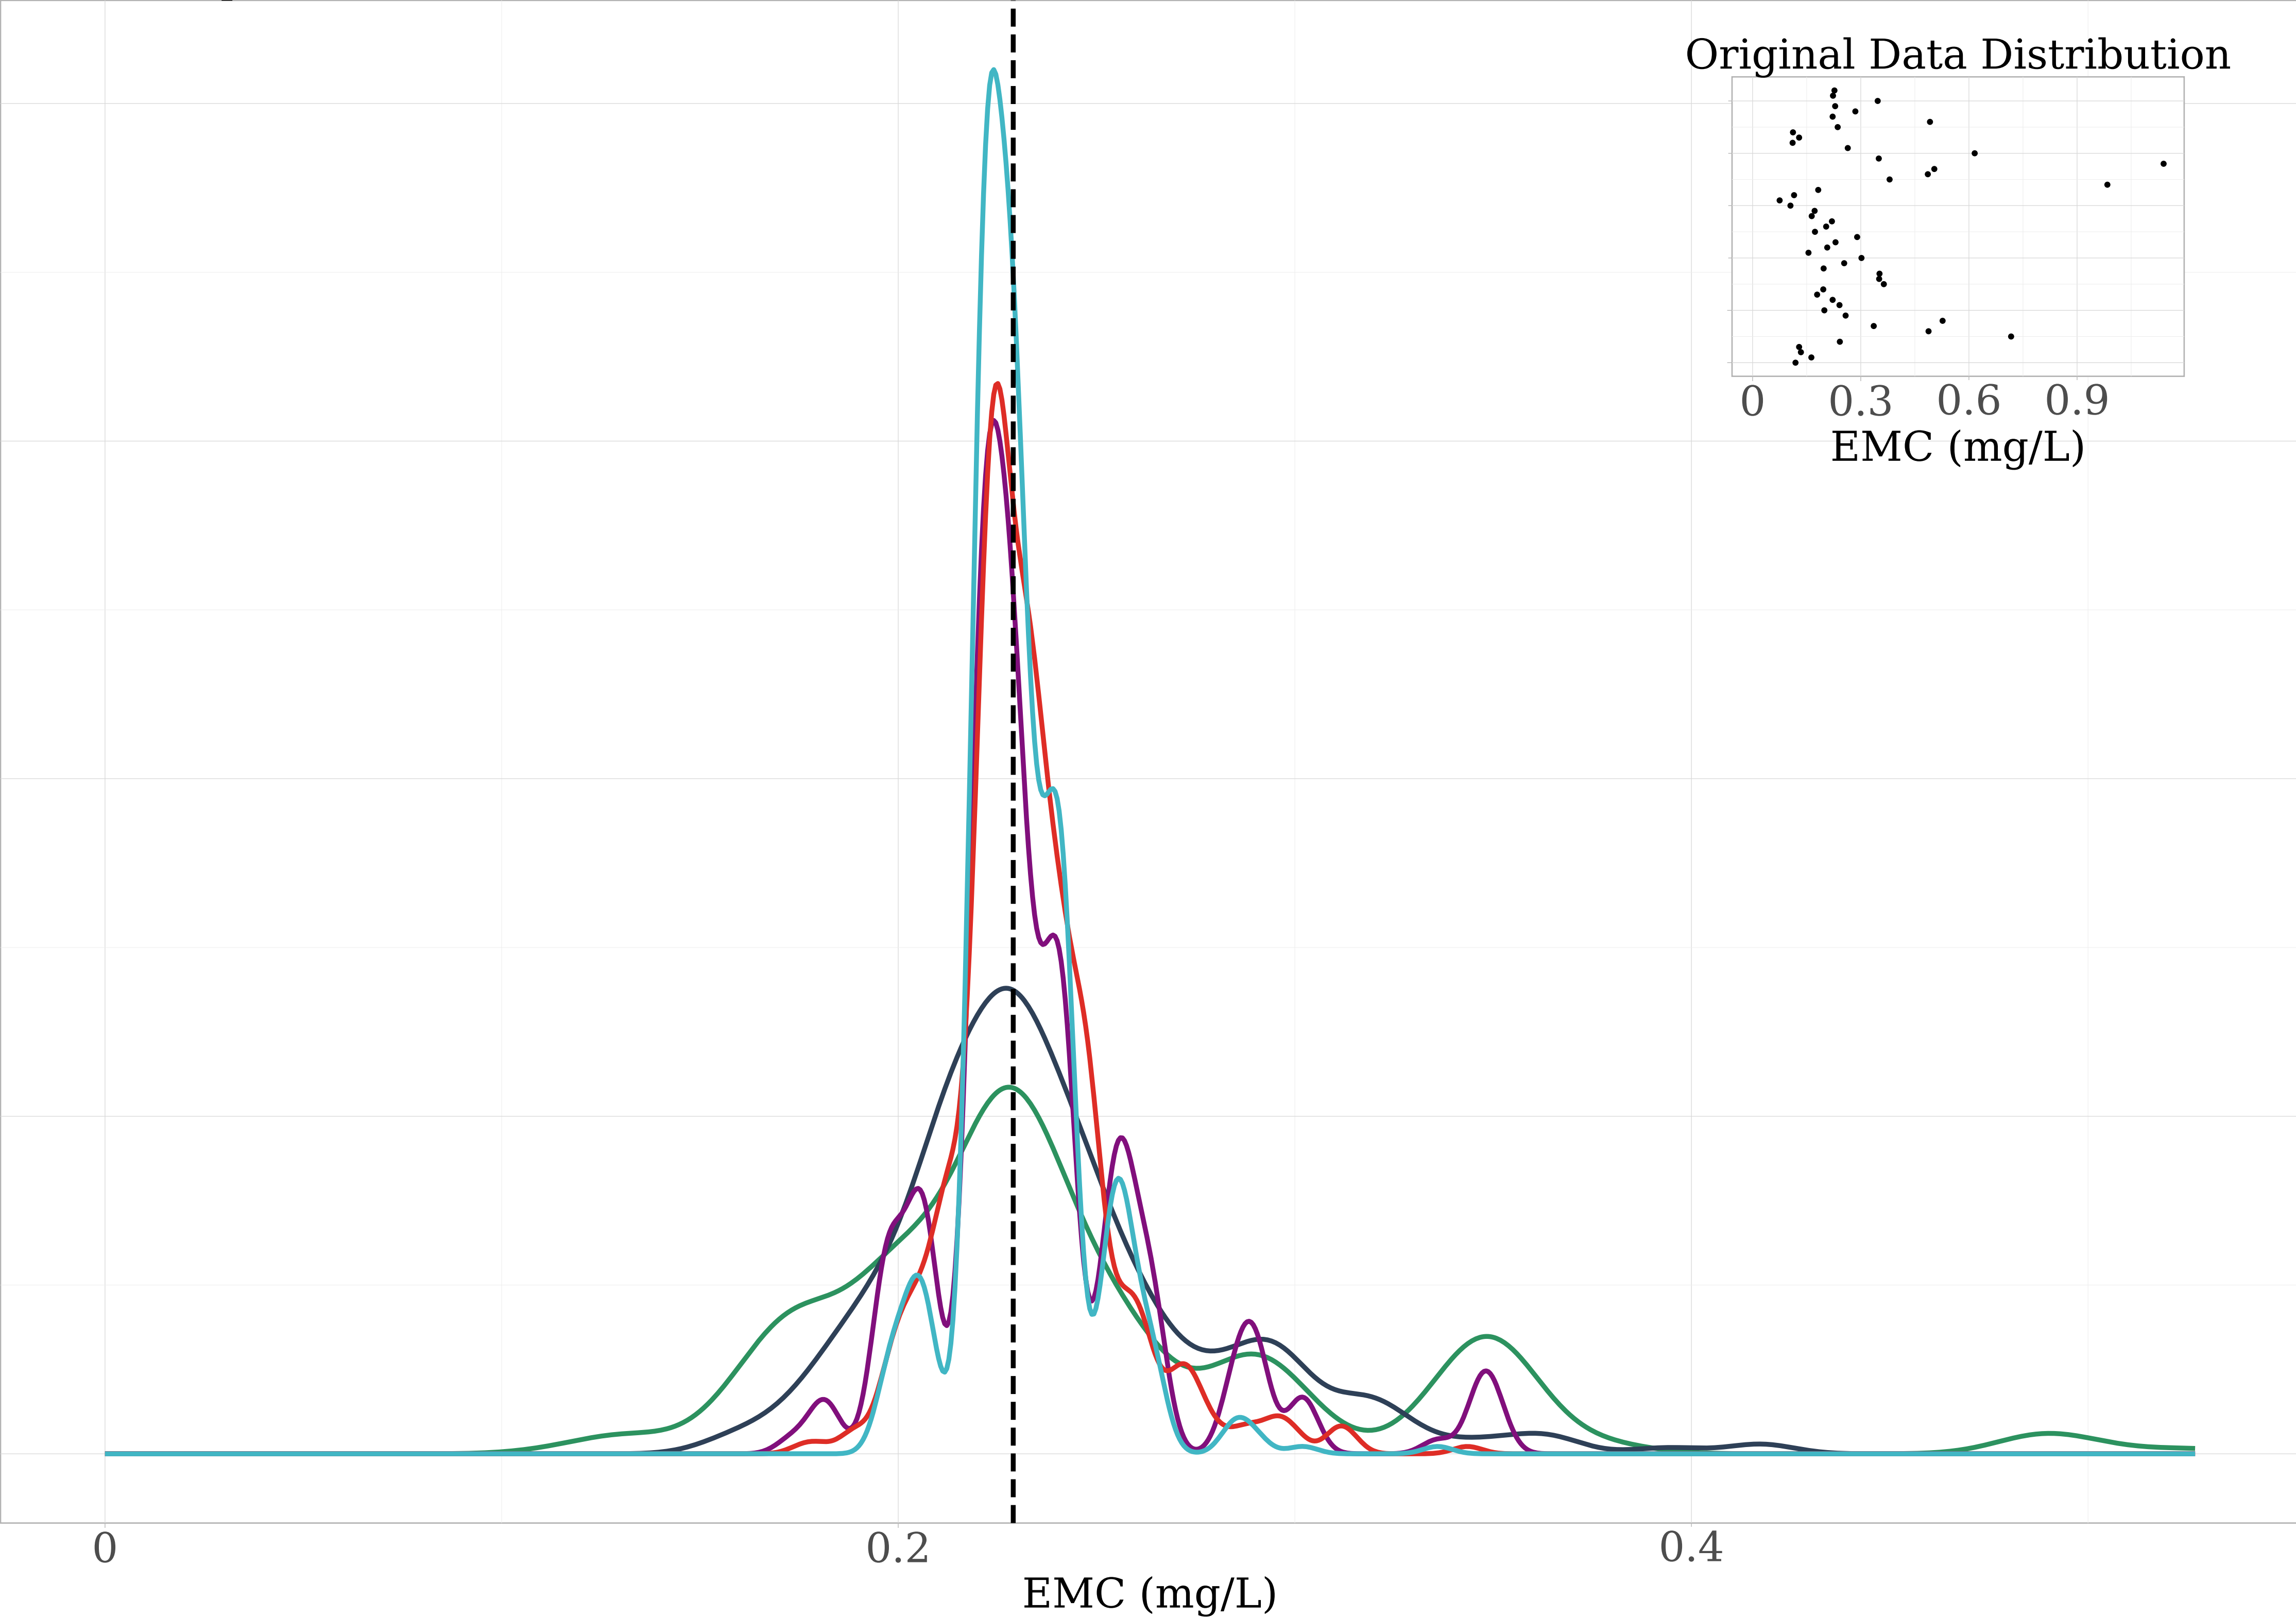 Original Data Distribution
0 0.3 0.6 0.9
EMC (mg/L)
0 0.2 0.4
EMC (mg/L)